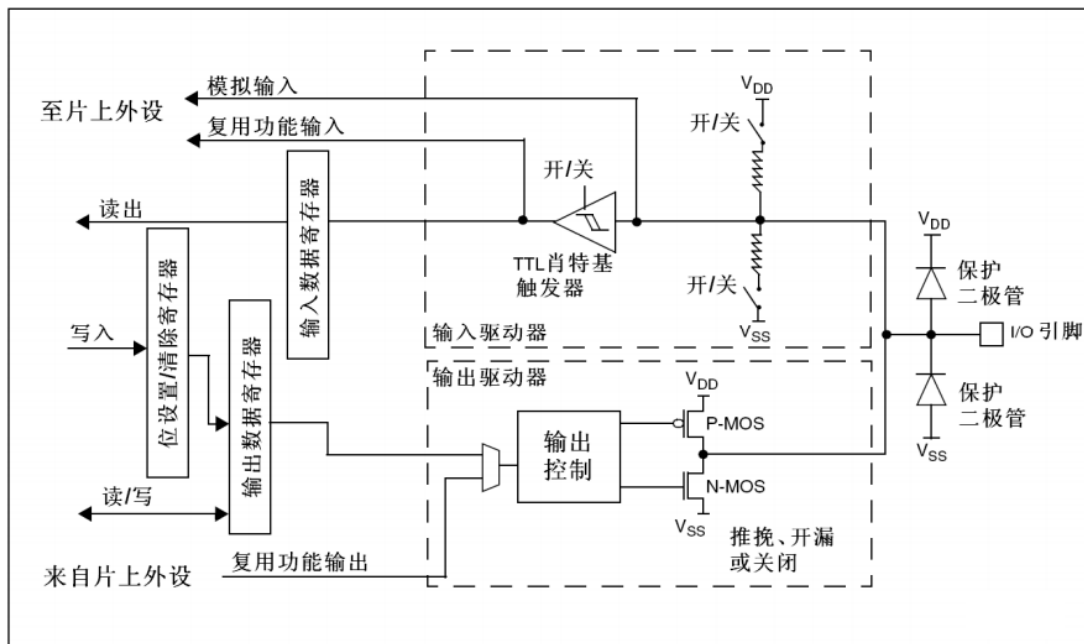 模拟输入
至片上外设
复用功能输入
V_DD
开/关
开/关
读出
输入数据寄存器
TTL肖特基
触发器
开/关
V_SS
输入驱动器
V_DD
保护
二极管
I/O 引脚
保护
二极管
V_SS
写入
位设置/清除寄存器
输出数据寄存器
读/写
输出驱动器
V_DD
P-MOS
输出
控制
N-MOS
V_SS
推挽、开漏
或关闭
来自片上外设
复用功能输出